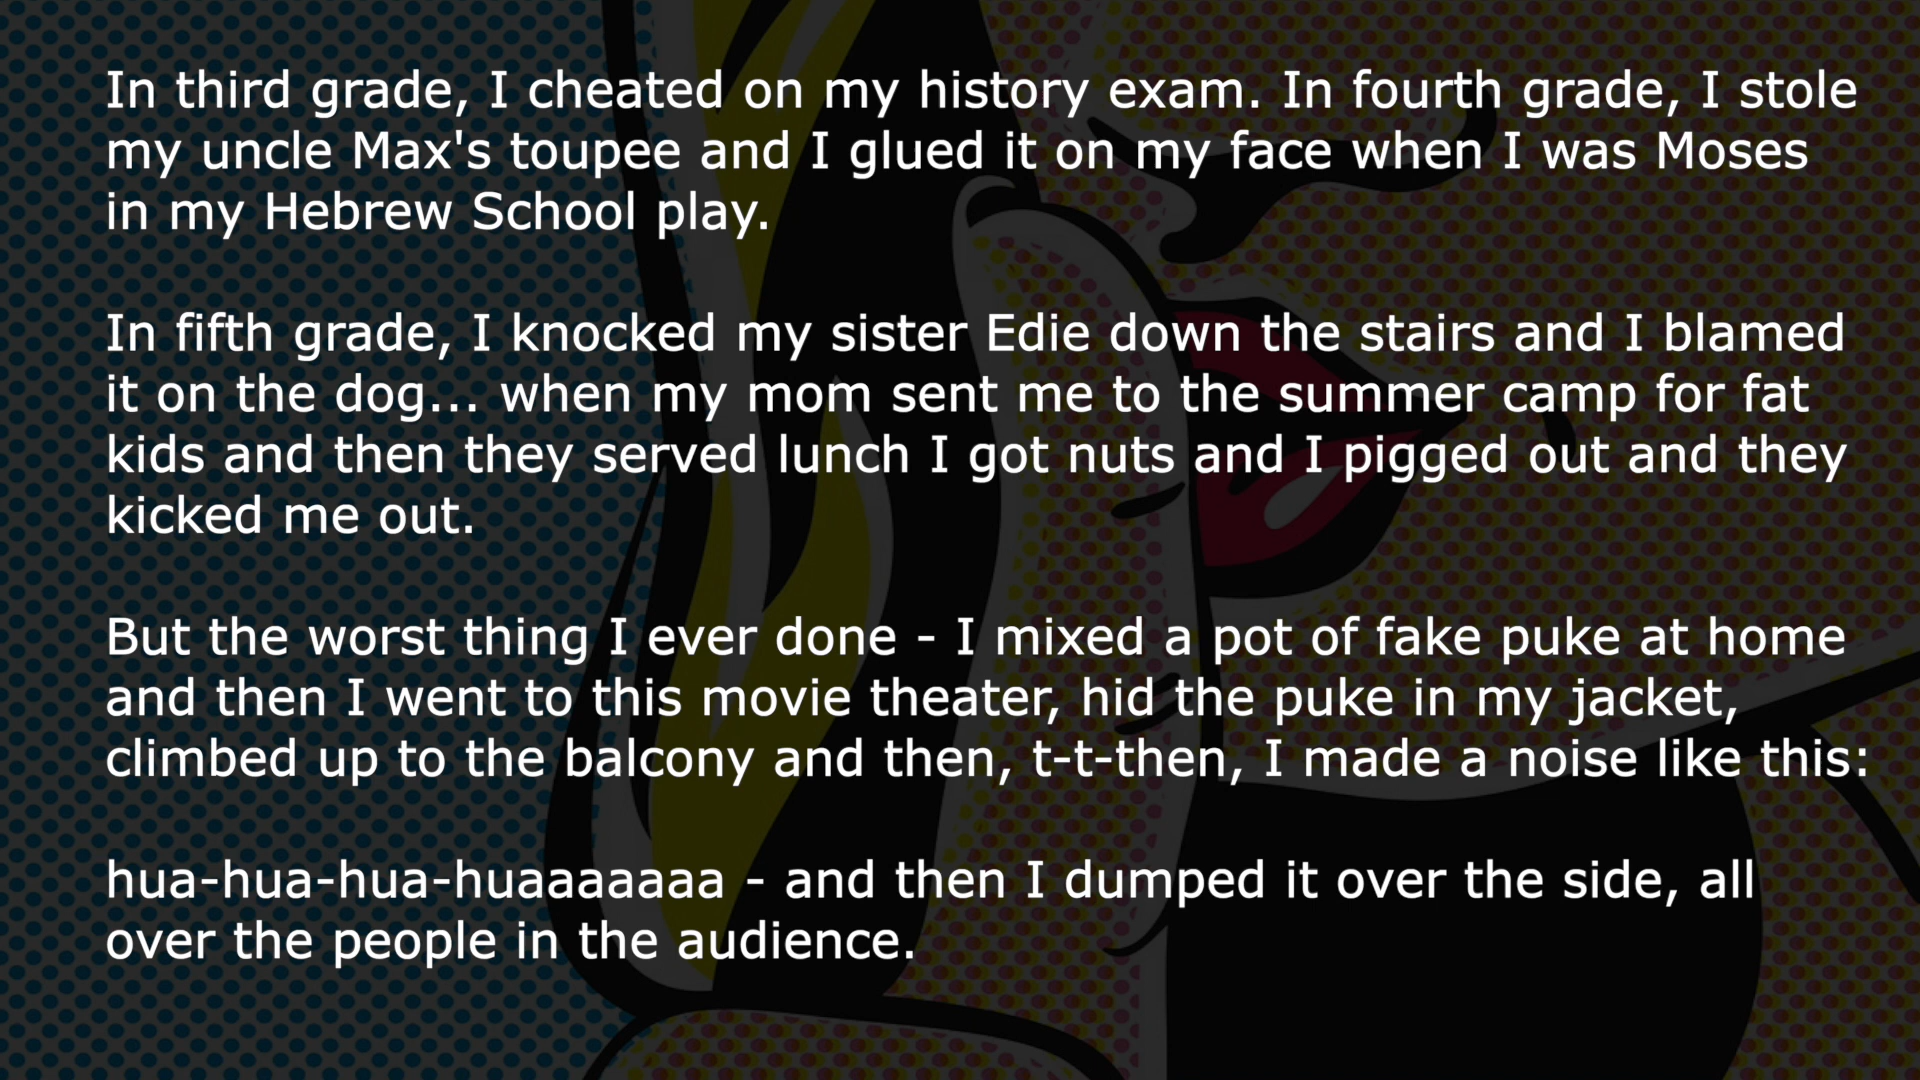 In third grade, I cheated on my history exam. In fourth grade, I stole
my uncle Max's toupee and I glued it on my face when I was Moses
in my Hebrew School play.
In fifth grade, I knocked my sister Edie down the stairs and I blamed
it on the dog... when my mom sent me to the summer camp for fat
kids and then they served lunch I got nuts and I pigged out and they
kicked me out.
But the worst thing I ever done - I mixed a pot of fake puke at home
and then I went to this movie theater, hid the puke in my jacket,
climbed up to the balcony and then, t-t-then, I made a noise like this:
hua-hua-hua-huaaaaaaa - and then I dumped it over the side, all
over the people in the audience.